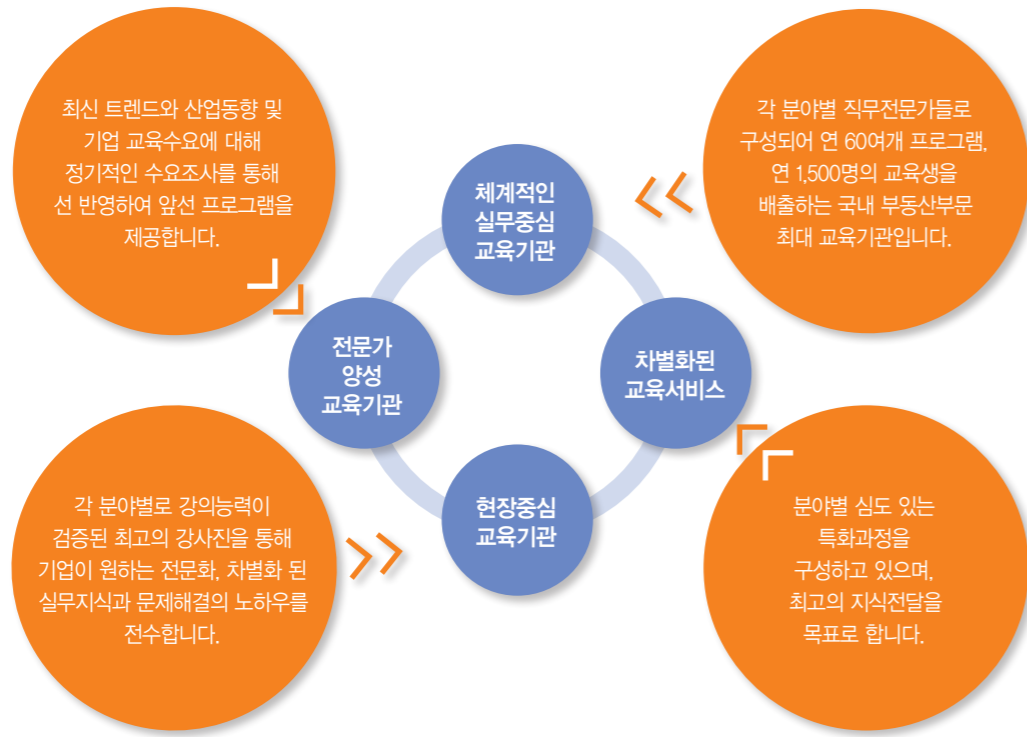 최신 트렌드와 산업동향 및
기업 교육수요에 대해
정기적인 수요조사를 통해
선 반영하여 앞선 프로그램을
제공합니다.
각 분야별 직무전문가들로
구성되어 연 60여개 프로그램,
연 1,500명의 교육생을
배출하는 국내 부동산부문
최대 교육기관입니다.
체계적인
실무중심
교육기관
전문가
양성
교육기관
차별화된
교육서비스
현장중심
교육기관
각 분야별로 강의능력이
검증된 최고의 강사진을 통해
기업이 원하는 전문화, 차별화 된
실무지식과 문제해결의 노하우를
전수합니다.
분야별 심도 있는
특화과정을
구성하고 있으며,
최고의 지식전달을
목표로 합니다.